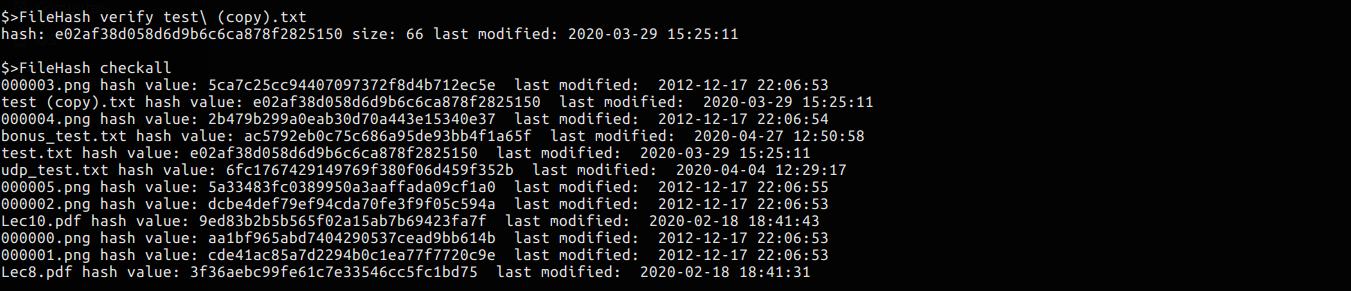 $>FileHash verify test\ (copy).txt
hash: e02af38d058d6d9b6c6ca878f2825150 size: 66 last modified: 2020-03-29 15:25:11
$>FileHash checkall
000003.png hash value: 5ca7c25cc94407097372f8d4b712ec5e  last modified:  2012-12-17 22:06:53
test (copy).txt hash value: e02af38d058d6d9b6c6ca878f2825150  last modified:  2020-03-29 15:25:11
000004.png hash value: 2b479b299a0eab30d70a443e15340e37  last modified:  2012-12-17 22:06:54
bonus_test.txt hash value: ac5792eb0c75c686a95de93bb4f1a65f  last modified:  2020-04-27 12:50:58
test.txt hash value: e02af38d058d6d9b6c6ca878f2825150  last modified:  2020-03-29 15:25:11
udp_test.txt hash value: 6fc1767429149769f380f06d459f352b  last modified:  2020-04-04 12:29:17
000005.png hash value: 5a33483fc0389950a3aaffada09cf1a0  last modified:  2012-12-17 22:06:55
000002.png hash value: dcbe4def79ef94cda70fe3f9f05c594a  last modified:  2012-12-17 22:06:53
Lec10.pdf hash value: 9ed83b2b5b565f02a15ab7b69423fa7f  last modified:  2020-02-18 18:41:43
000000.png hash value: aa1bf965abd7404290537cead9bb614b  last modified:  2012-12-17 22:06:53
000001.png hash value: cde41ac85a7d2294b0c1ea77f7720c9e  last modified:  2012-12-17 22:06:53
Lec8.pdf hash value: 3f36aebc99fe61c7e33546cc5fc1bd75  last modified:  2020-02-18 18:41:31